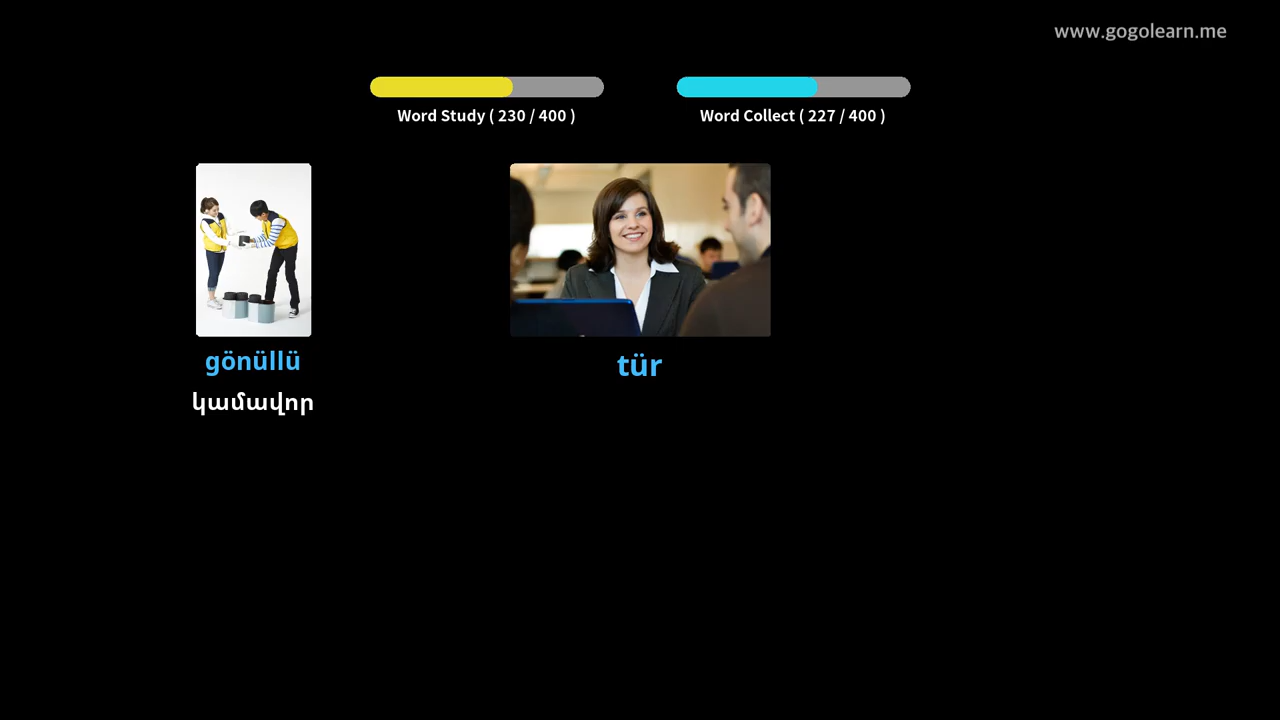 www.gogolearn.me
Word Study ( 230 / 400 )
Word Collect ( 227 / 400 )
gönüllü
tür
կամավոր